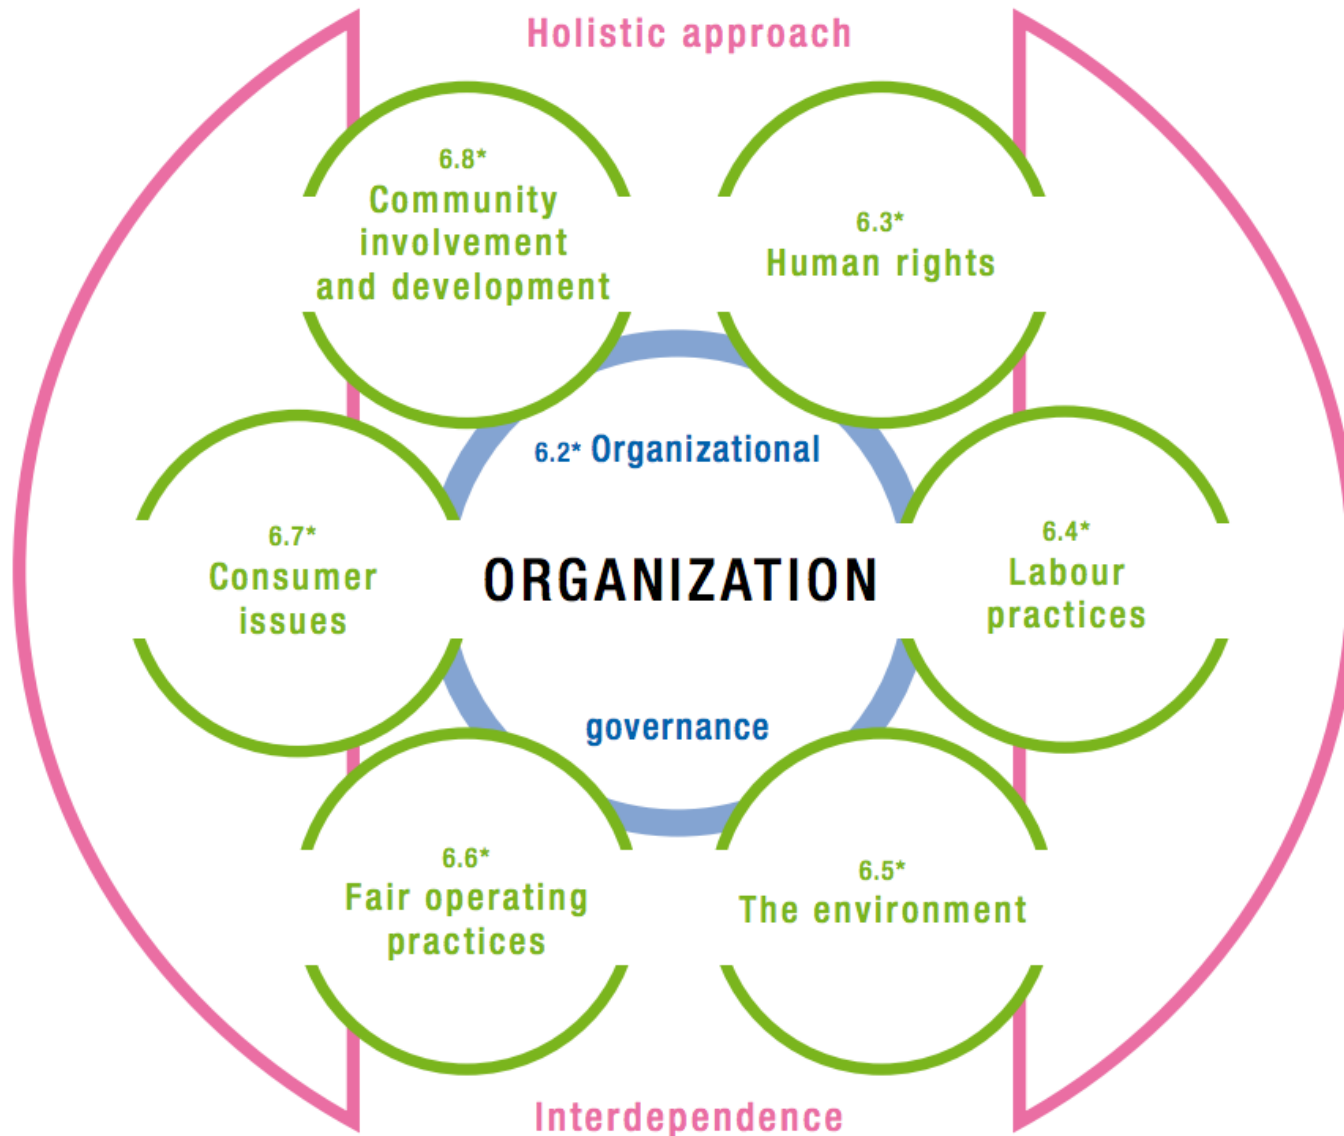 Holistic approach
6.8*
Community
involvement
and development
6.3*
Human rights
6.2* Organizational
6.7*
Consumer
issues
ORGANIZATION
6.4*
Labour
practices
governance
6.6*
Fair operating
practices
6.5*
The environment
Interdependence